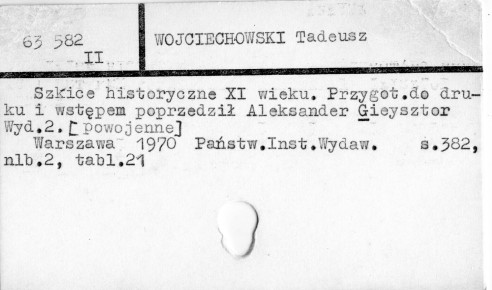 63 582
II
WOJCIECHOWSKI Tadeusz
Szkice historyczne XI wieku. Przygot.do dru-
ku i wstępem poprzedził Aleksander Gieysztor
Wyd.2.[powojenne]
Warszawa 1970 Państw.Inst.Wydaw. s.382,
nlb.2, tabl.21